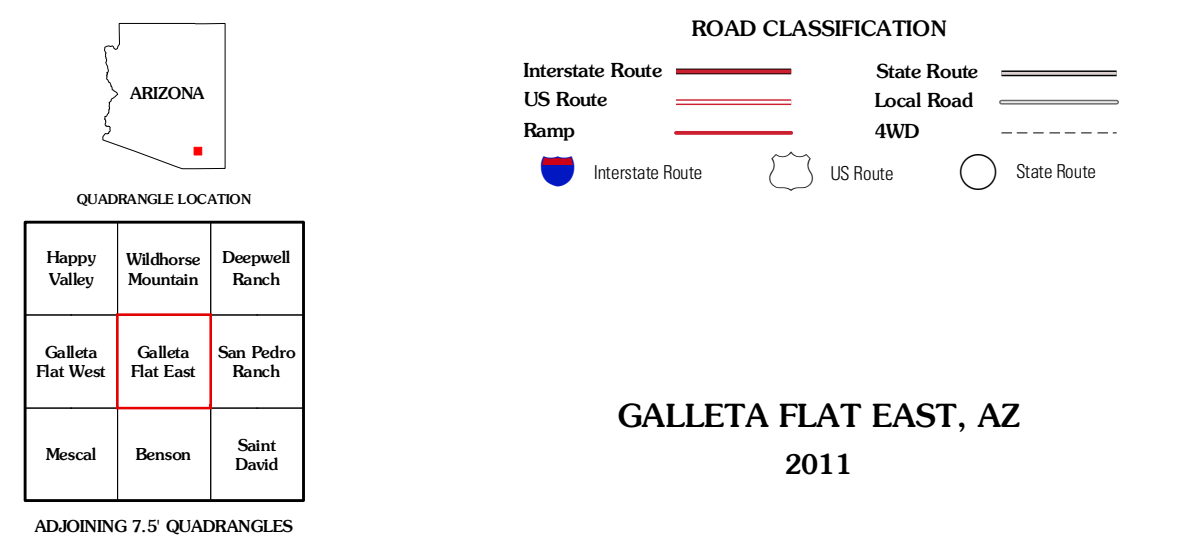 ARIZONA
QUADRANGLE LOCATION
Happy
Valley
Wildhorse
Mountain
Deepwell
Ranch
Galleta
Flat West
Galleta
Flat East
San Pedro
Ranch
Mescal
Benson
Saint
David
ADJOINING 7.5' QUADRANGLES
ROAD CLASSIFICATION
Interstate Route
State Route
US Route
Local Road
Ramp
4WD
Interstate Route
US Route
State Route
GALLETA FLAT EAST, AZ
2011